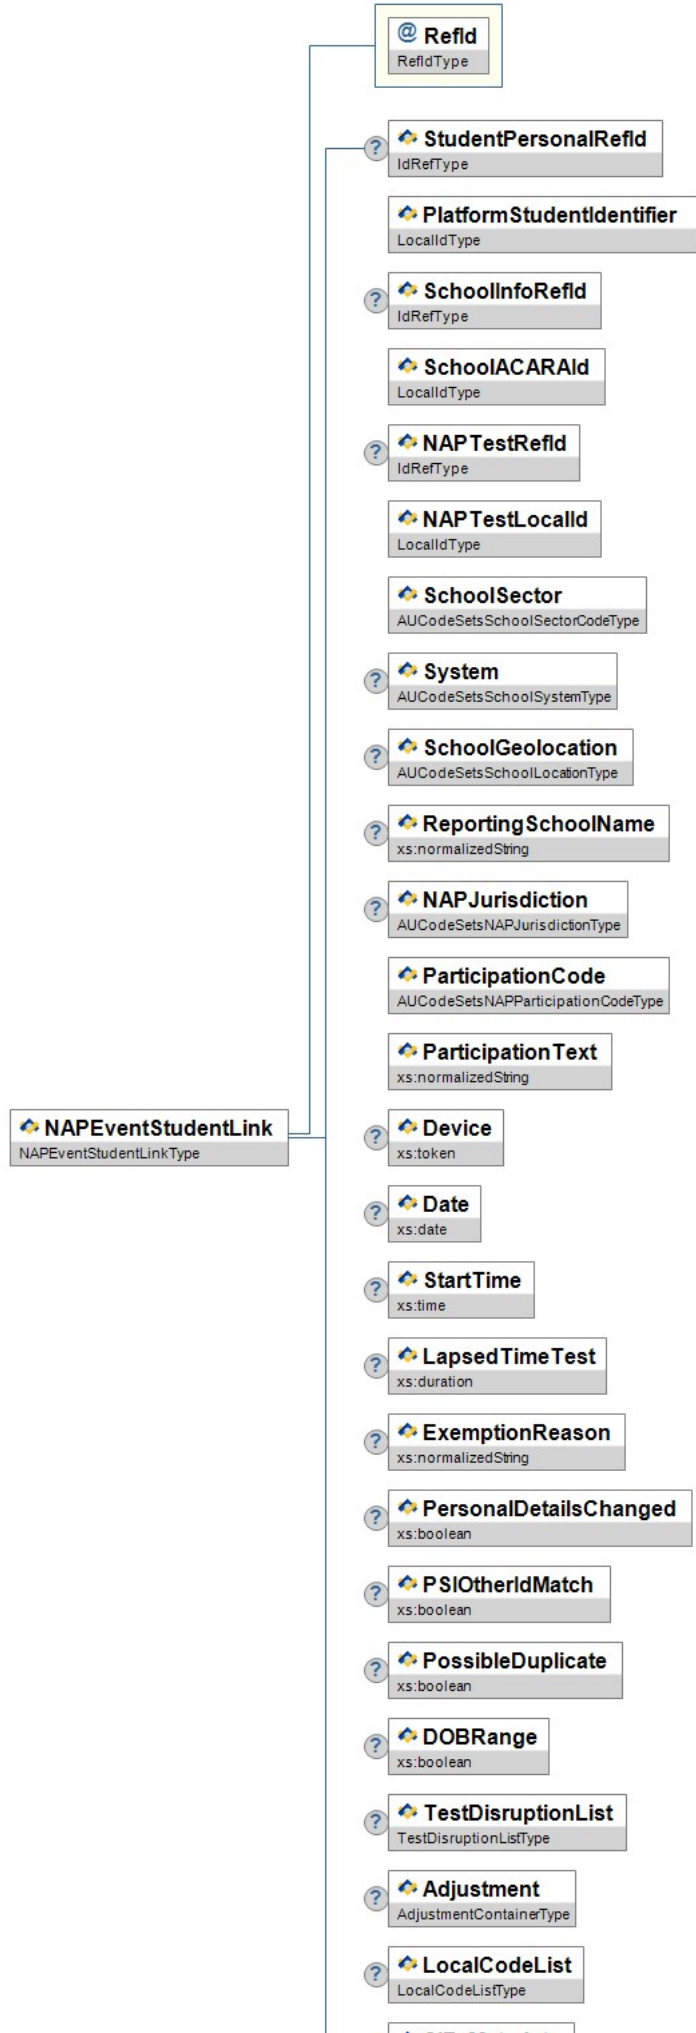 @ RefId
RefIdType
? StudentPersonalRefId
IdRefType
PlatformStudentIdentifier
LocalIdType
? SchoolInfoRefId
IdRefType
SchoolACARAId
LocalIdType
? NAPTestRefId
IdRefType
NAPTestLocalId
LocalIdType
SchoolSector
AUCodeSetsSchoolSectorCodeType
? System
AUCodeSetsSchoolSystemType
? SchoolGeolocation
AUCodeSetsSchoolLocationType
? ReportingSchoolName
xs:normalizedString
? NAPJurisdiction
AUCodeSetsNAPJurisdictionType
ParticipationCode
AUCodeSetsNAPParticipationCodeType
ParticipationText
xs:normalizedString
NAPEventStudentLink
NAPEventStudentLinkType
? Device
xs:token
? Date
xs:date
? StartTime
xs:time
? LapsedTimeTest
xs:duration
? ExemptionReason
xs:normalizedString
? PersonalDetailsChanged
xs:boolean
? PSIOtherIdMatch
xs:boolean
? PossibleDuplicate
xs:boolean
? DOBRange
xs:boolean
? TestDisruptionList
TestDisruptionListType
? Adjustment
AdjustmentContainerType
? LocalCodeList
LocalCodeListType